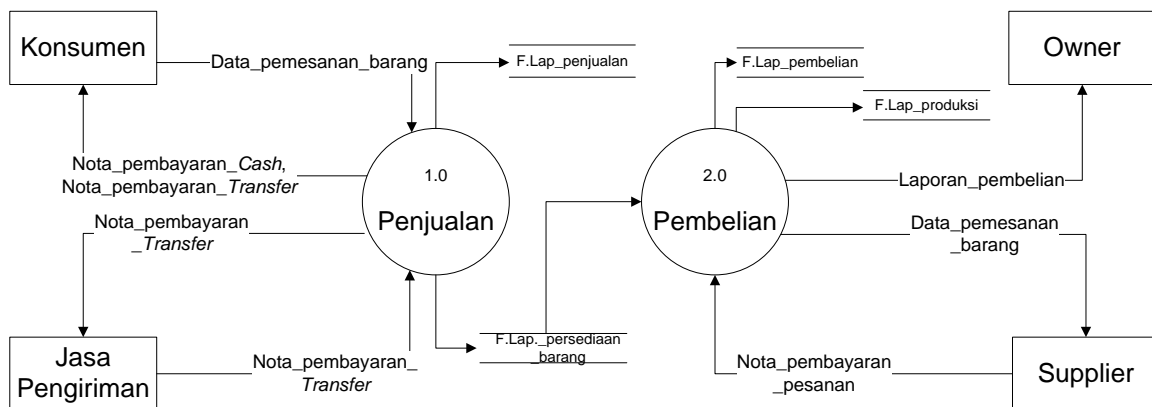 Konsumen
Data_pemesanan_barang
F.Lap_penjualan
F.Lap_pembelian
F.Lap_produksi
Owner
Nota_pembayaran_Cash,
Nota_pembayaran_Transfer
1.0
Penjualan
2.0
Pembelian
Laporan_pembelian
Nota_pembayaran
_Transfer
Data_pemesanan
_barang
Jasa
Pengiriman
Nota_pembayaran_
Transfer
F.Lap._persediaan
_barang
Nota_pembayaran
_pesanan
Supplier